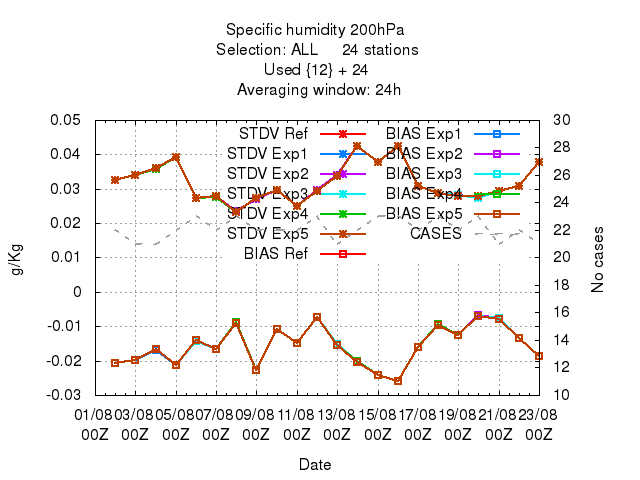 Specific humidity 200hPa
Selection: ALL 24 stations
Used {12} + 24
Averaging window: 24h
0.05
0.04
0.03
0.02
0.01
0
-0.01
-0.02
-0.03
g/Kg
STDV Ref
STDV Exp1
STDV Exp2
STDV Exp3
STDV Exp4
STDV Exp5
BIAS Ref
BIAS Exp1
BIAS Exp2
BIAS Exp3
BIAS Exp4
BIAS Exp5
CASES
30
28
26
24
22
20
18
16
14
12
10
No cases
01/08 03/08 05/08 07/08 09/08 11/08 13/08 15/08 17/08 19/08 21/08 23/08
00Z 00Z 00Z 00Z 00Z 00Z 00Z 00Z 00Z 00Z 00Z 00Z
Date